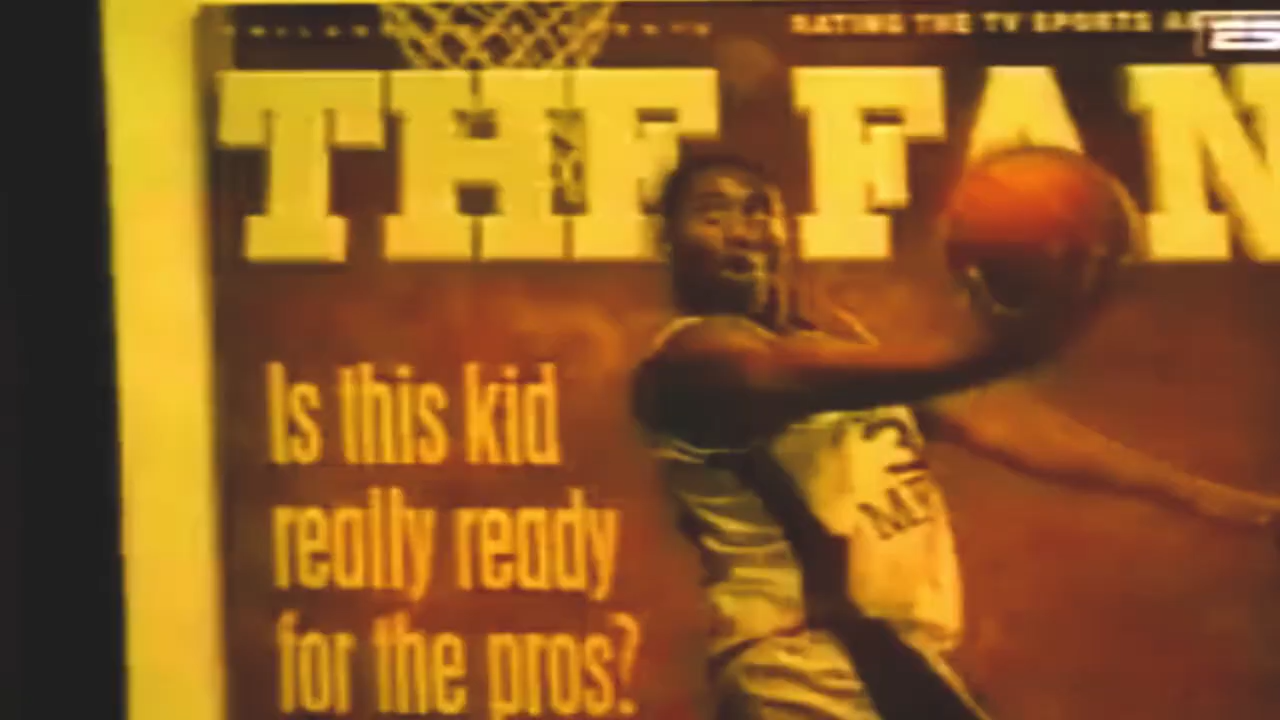 RATING THE TV SPORTS
THE FAN
Is this kid
really ready
for the pros?